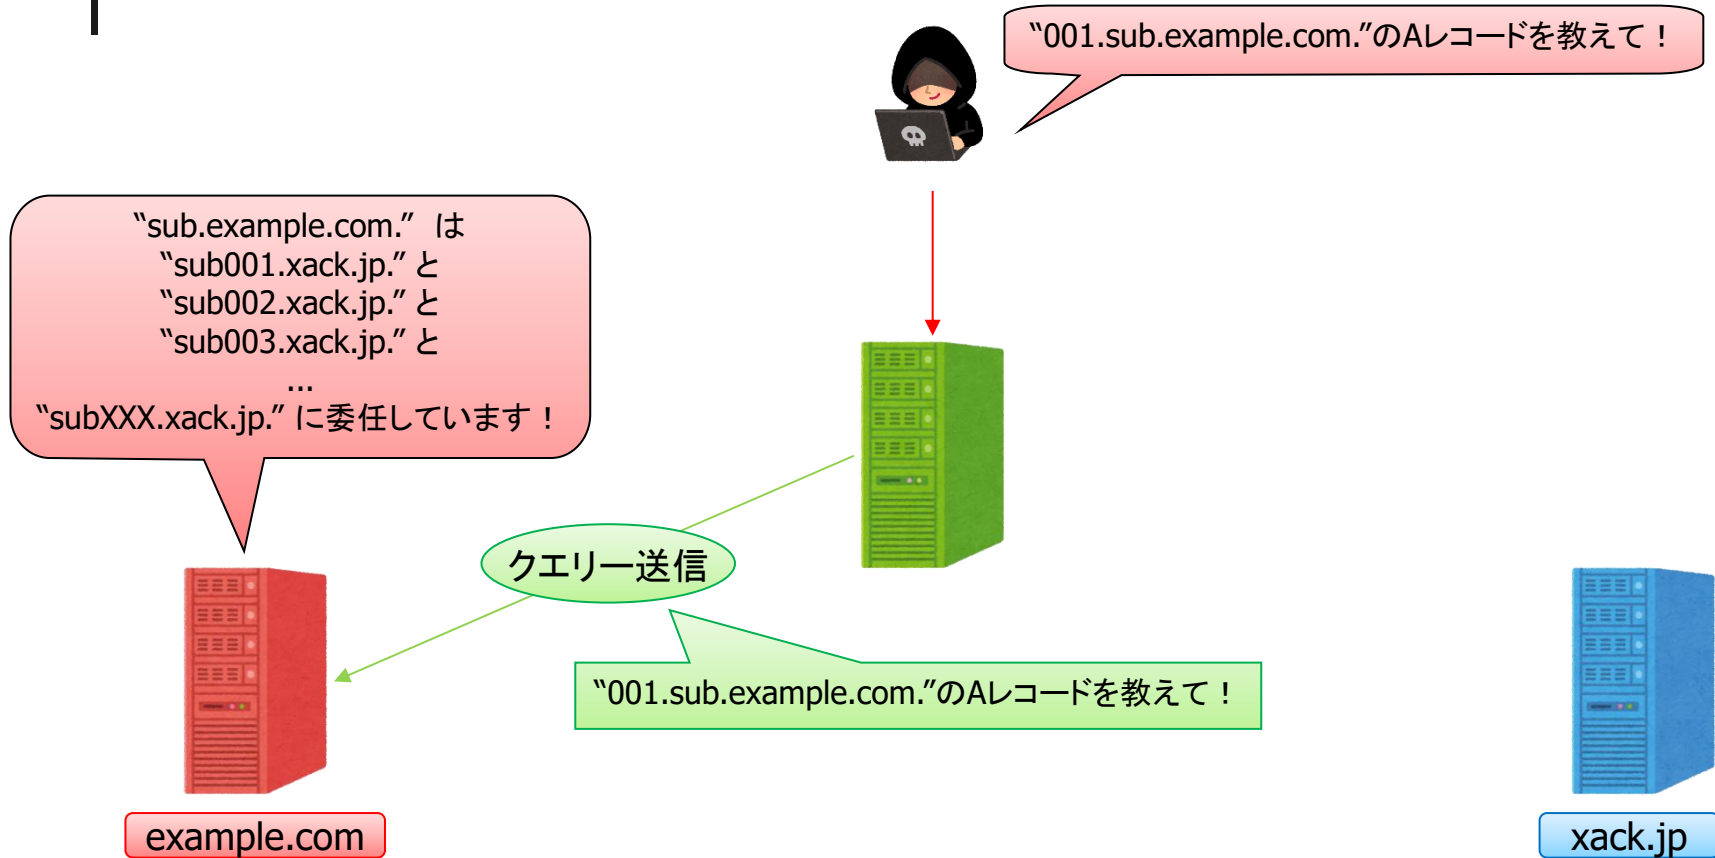 “001.sub.example.com.”のAレコードを教えて！
“sub.example.com.” は
“sub001.xack.jp.” と
“sub002.xack.jp.” と
“sub003.xack.jp.” と
...
“subXXX.xack.jp.” に委任しています！
クエリー送信
“001.sub.example.com.”のAレコードを教えて！
example.com
xack.jp